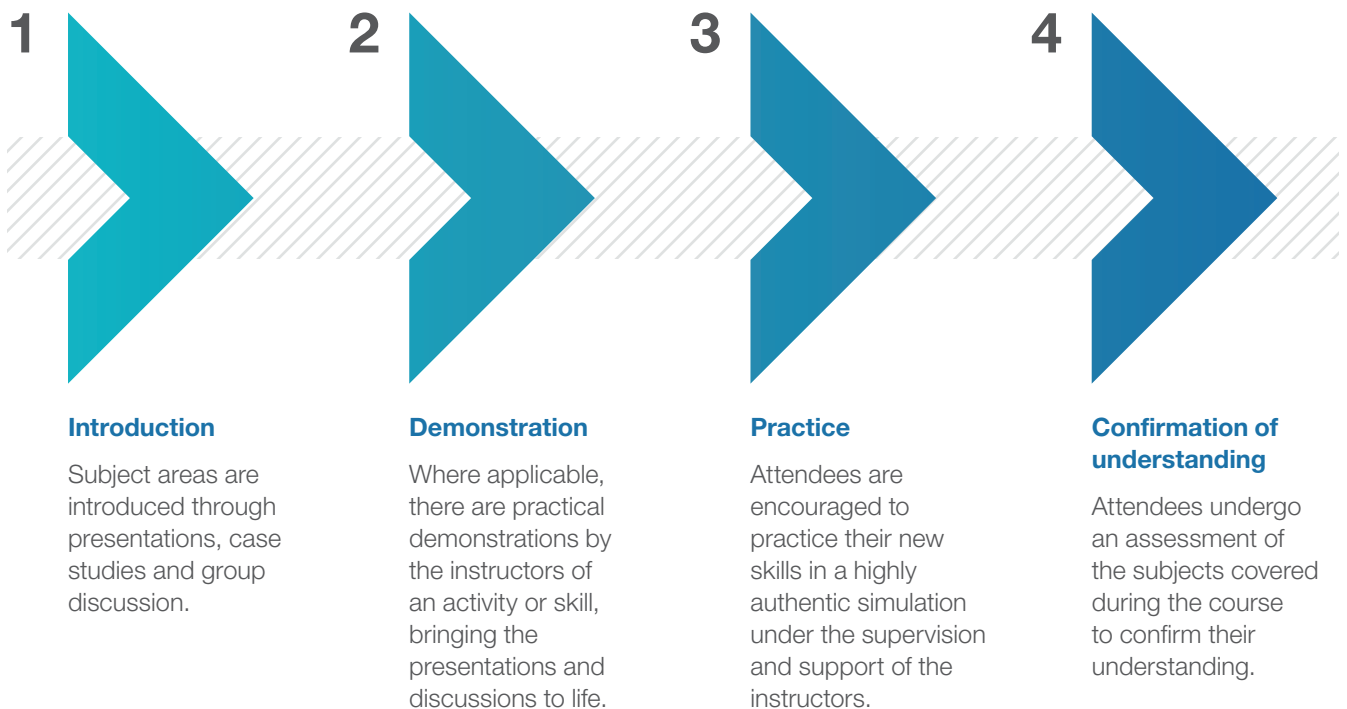 1
2
3
4
Introduction
Subject areas are
introduced through
presentations, case
studies and group
discussion.
Demonstration
Where applicable,
there are practical
demonstrations by
the instructors of
an activity or skill,
bringing the
presentations and
discussions to life.
Practice
Attendees are
encouraged to
practice their new
skills in a highly
authentic simulation
under the supervision
and support of the
instructors.
Confirmation of
understanding
Attendees undergo
an assessment of
the subjects covered
during the course
to confirm their
understanding.